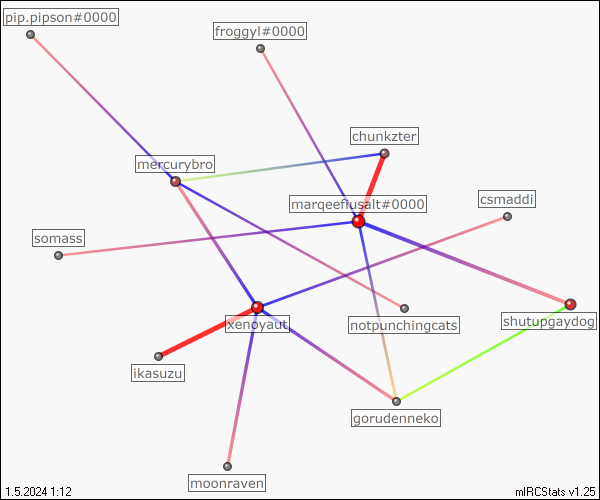 pip.pipson#0000
froggyl#0000
chunkzter
mercurybro
csmaddi
marqeeflusalt#0000
somass
notpunchingcats
shutupgaydog
xenoyaut
ikasuzu
gorudenneko
moonraven
1.5.2024 1:12
mIRCStats v1.25